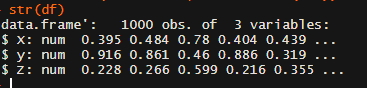 str(df)
data.frame':   1000 obs. of  3 variables:
$ x: num  0.395 0.484 0.78 0.404 0.439 ...
$ y: num  0.916 0.861 0.46 0.886 0.319 ...
$ z: num  0.228 0.266 0.599 0.216 0.355 ...